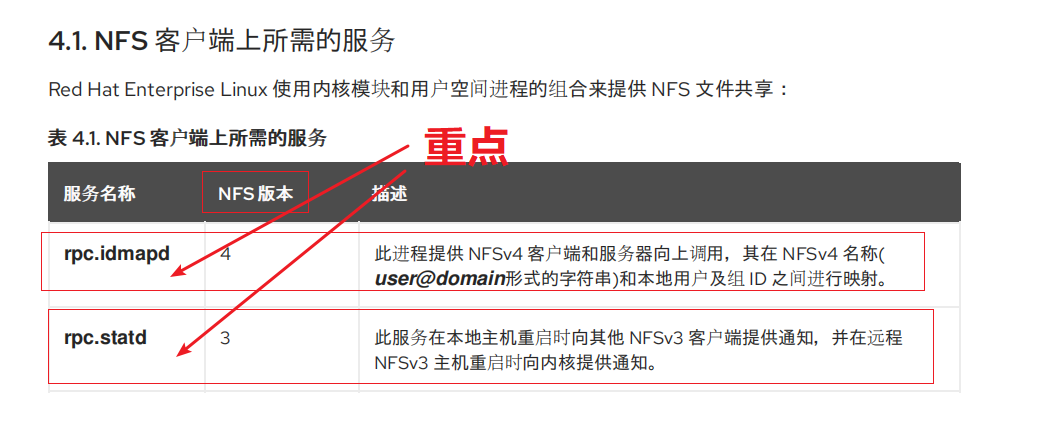 4.1. NFS 客户端上所需的服务
Red Hat Enterprise Linux 使用内核模块和用户空间进程的组合来提供 NFS 文件共享：
表 4.1. NFS 客户端上所需的服务
重点
服务名称 NFS 版本 描述
rpc.idmapd 4 此进程提供 NFSv4 客户端和服务器向上调用，其在 NFSv4 名称(
user@domain形式的字符串)和本地用户及组 ID 之间进行映射。
rpc.statd 3 此服务在本地主机重启时向其他 NFSv3 客户端提供通知，并在远程
NFSv3 主机重启时向内核提供通知。